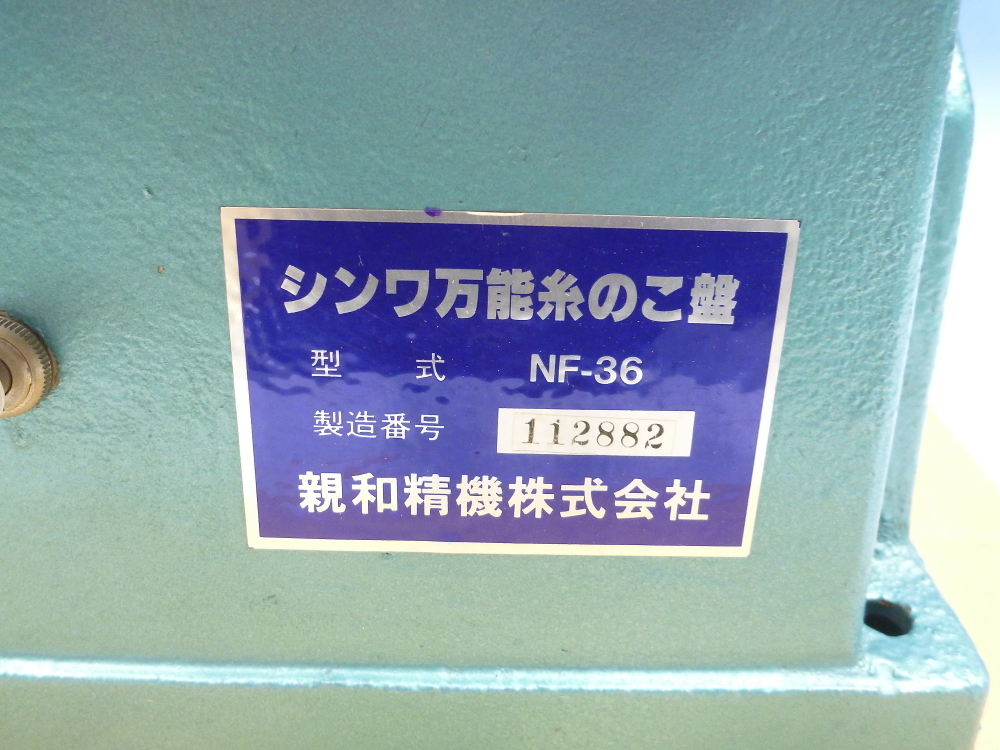 シンワ万能糸のこ盤
型式 NF-36
製造番号 112882
親和精機株式会社